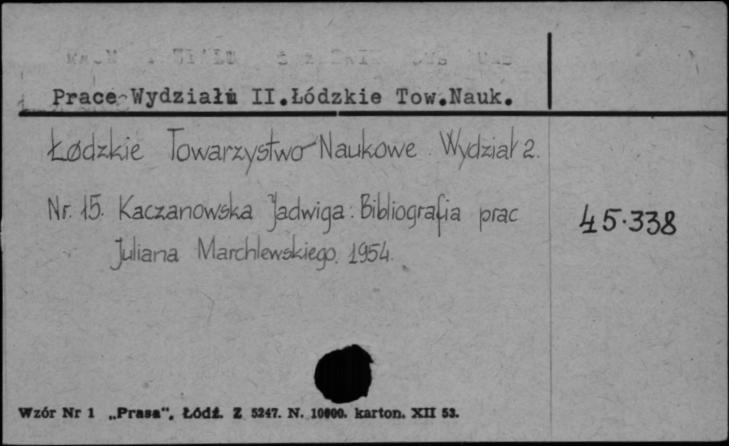 Prace Wydziału II.Łódzkie Tow.Nauk.
Łódzkie Towarzystwo Naukowe. Wydział 2.
Nr. 15. Kaczanowska Jadwiga: Bibliografia prac
45.338
Juliana Marchlewskiego. 1954.
Wzór Nr 1 „Prasa”. Łódź. Z 5247. N. 10000. karton. XII 53.